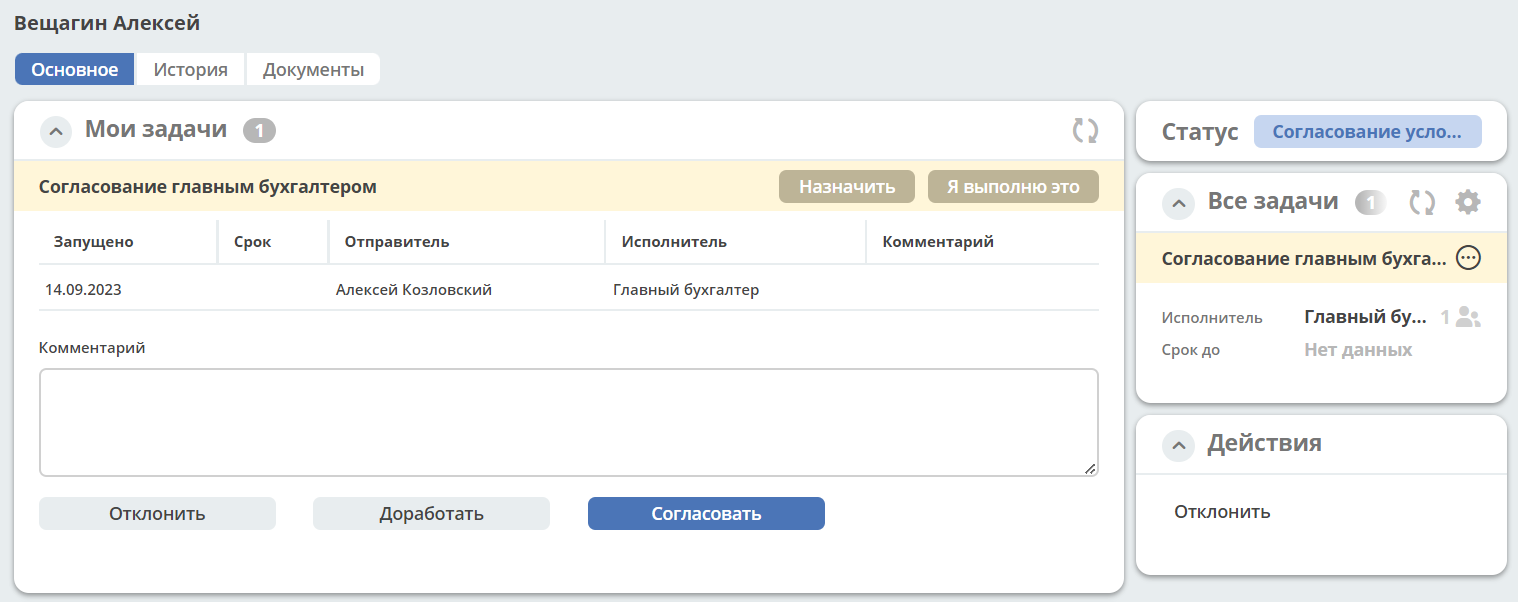 Вещагин Алексей
Основное История Документы
Мои задачи 1
Согласование главным бухгалтером Назначить Я выполню это
Запущено Срок Отправитель Исполнитель Комментарий
14.09.2023 Алексей Козловский Главный бухгалтер
Комментарий
Отклонить Доработать Согласовать
Статус Согласование усло...
Все задачи 1
Согласование главным бухга...
Исполнитель Главный бу... 1
Срок до Нет данных
Действия
Отклонить